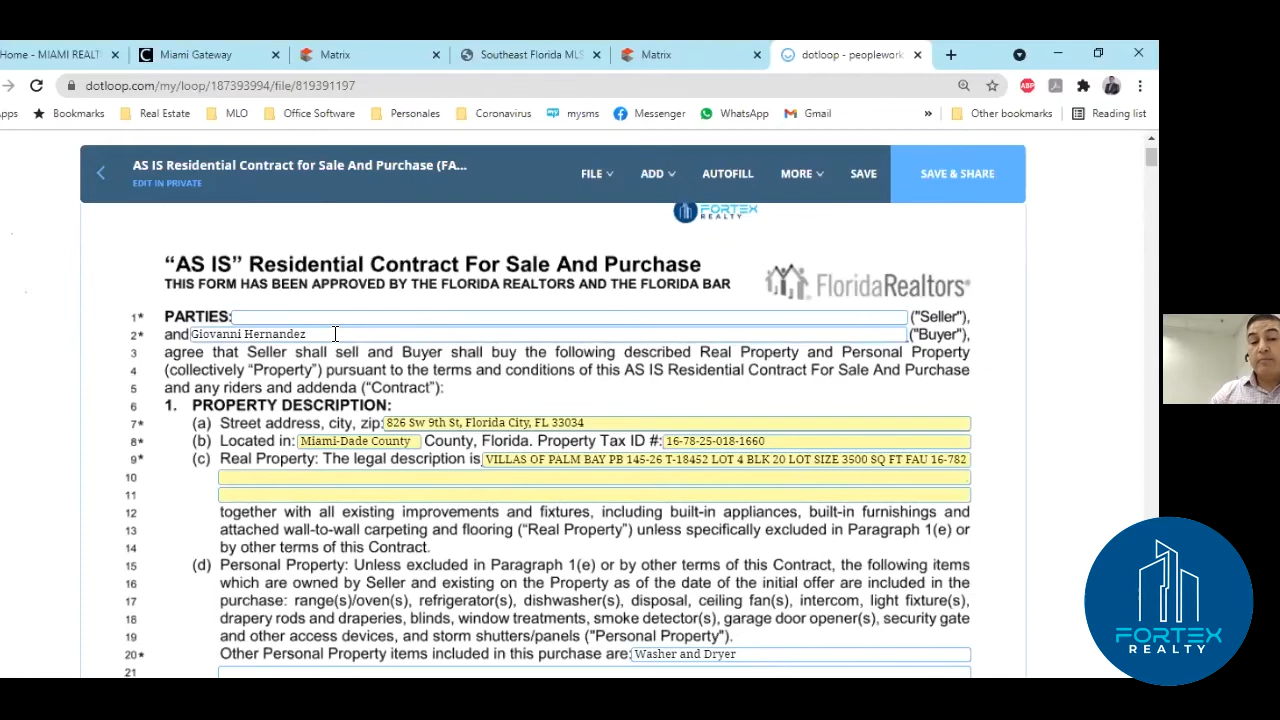 Home - MIAMI REALT × Miami Gateway × Matrix × Southeast Florida MLS × Matrix × dotloop - peoplework ×
dotloop.com/my/loop/187393994/file/819391197
Apps Bookmarks Real Estate MLO Office Software Personales Coronavirus mysms Messenger WhatsApp Gmail » Other bookmarks Reading list
AS IS Residential Contract for Sale And Purchase (FA...
EDIT IN PRIVATE
FILE ADD AUTOFILL MORE SAVE SAVE & SHARE
FORTEX
REALTY
“AS IS” Residential Contract For Sale And Purchase
THIS FORM HAS BEEN APPROVED BY THE FLORIDA REALTORS AND THE FLORIDA BAR
FloridaRealtors®
1* PARTIES: ("Seller"),
2* and Giovanni Hernandez ("Buyer"),
3 agree that Seller shall sell and Buyer shall buy the following described Real Property and Personal Property
4 (collectively “Property”) pursuant to the terms and conditions of this AS IS Residential Contract For Sale And Purchase
5 and any riders and addenda (“Contract”):
6 1. PROPERTY DESCRIPTION:
7* (a) Street address, city, zip: 826 Sw 9th St, Florida City, FL 33034
8* (b) Located in: Miami-Dade County County, Florida. Property Tax ID #: 16-78-25-018-1660
9* (c) Real Property: The legal description is VILLAS OF PALM BAY PB 145-26 T-18452 LOT 4 BLK 20 LOT SIZE 3500 SQ FT FAU 16-782
10
11
12 together with all existing improvements and fixtures, including built-in appliances, built-in furnishings and
13 attached wall-to-wall carpeting and flooring (“Real Property”) unless specifically excluded in Paragraph 1(e) or
14 by other terms of this Contract.
15 (d) Personal Property: Unless excluded in Paragraph 1(e) or by other terms of this Contract, the following items
16 which are owned by Seller and existing on the Property as of the date of the initial offer are included in the
17 purchase: range(s)/oven(s), refrigerator(s), dishwasher(s), disposal, ceiling fan(s), intercom, light fixture(s),
18 drapery rods and draperies, blinds, window treatments, smoke detector(s), garage door opener(s), security gate
19 and other access devices, and storm shutters/panels ("Personal Property").
20* Other Personal Property items included in this purchase are: Washer and Dryer
21
FORTEX
REALTY